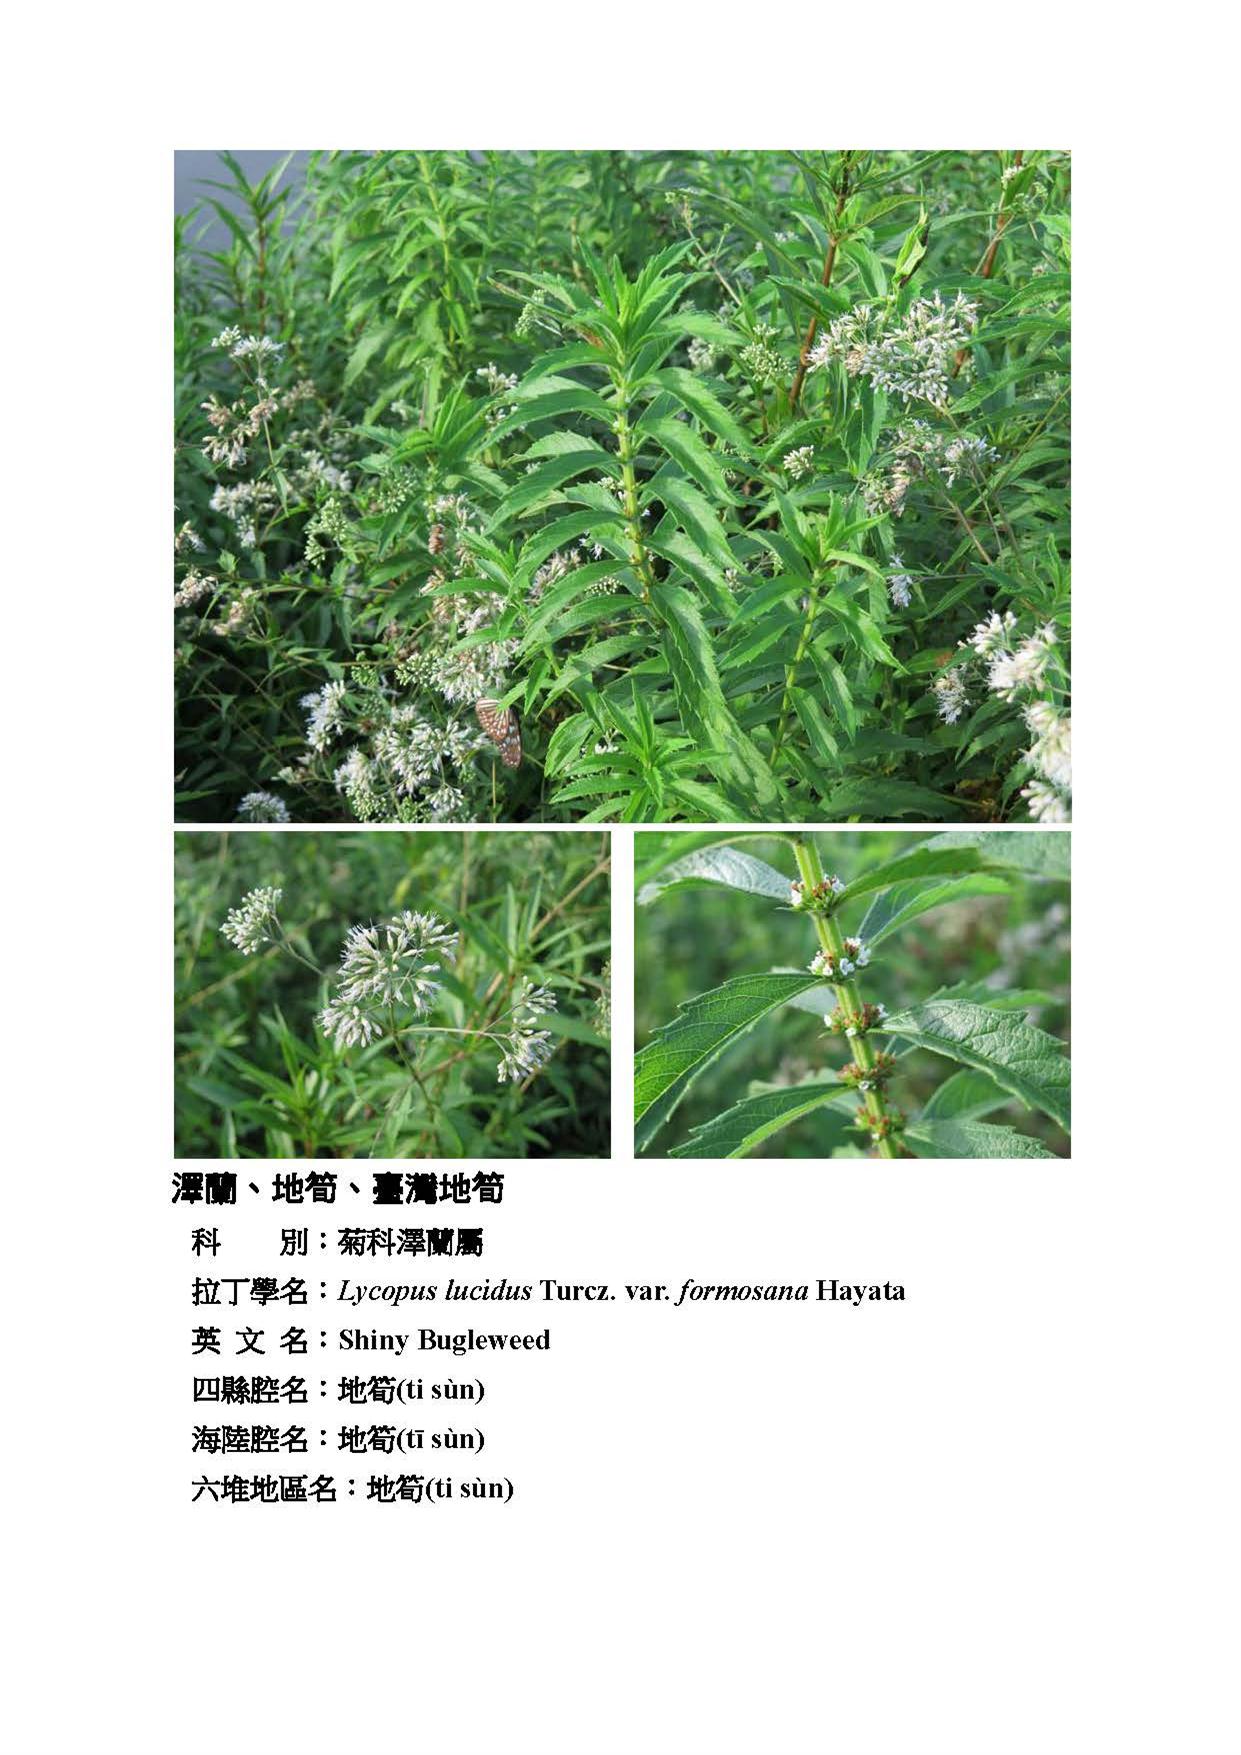 澤蘭、地筍、臺灣地筍
科　　別：菊科澤蘭屬
拉丁學名：Lycopus lucidus Turcz. var. formosana Hayata
英 文 名：Shiny Bugleweed
四縣腔名：地筍(ti sùn)
海陸腔名：地筍(tī sùn)
六堆地區名：地筍(ti sùn)